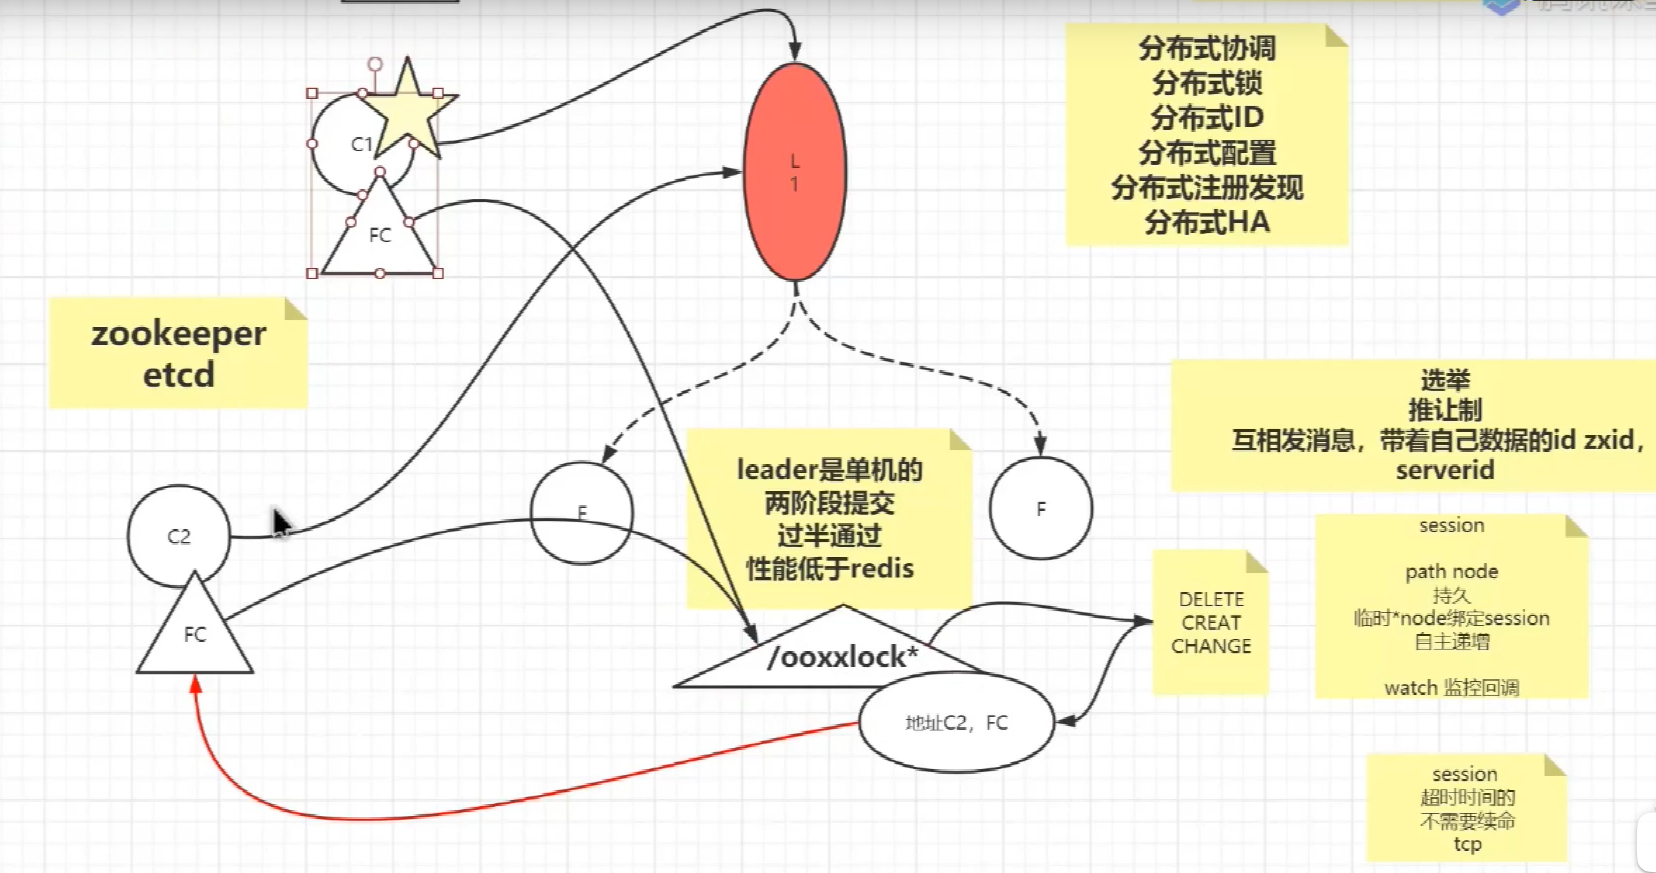 C1
FC
L
1
分布式协调
分布式锁
分布式ID
分布式配置
分布式注册发现
分布式HA
zookeeper
etcd
选举
推让制
互相发消息，带着自己数据的id zxid，
serverid
leader是单机的
两阶段提交
过半通过
性能低于redis
F
F
C2
FC
/ooxxlock*
地址C2，FC
DELETE
CREAT
CHANGE
session
path node
持久
临时*node绑定session
自主递增
watch 监控回调
session
超时时间的
不需要续命
tcp